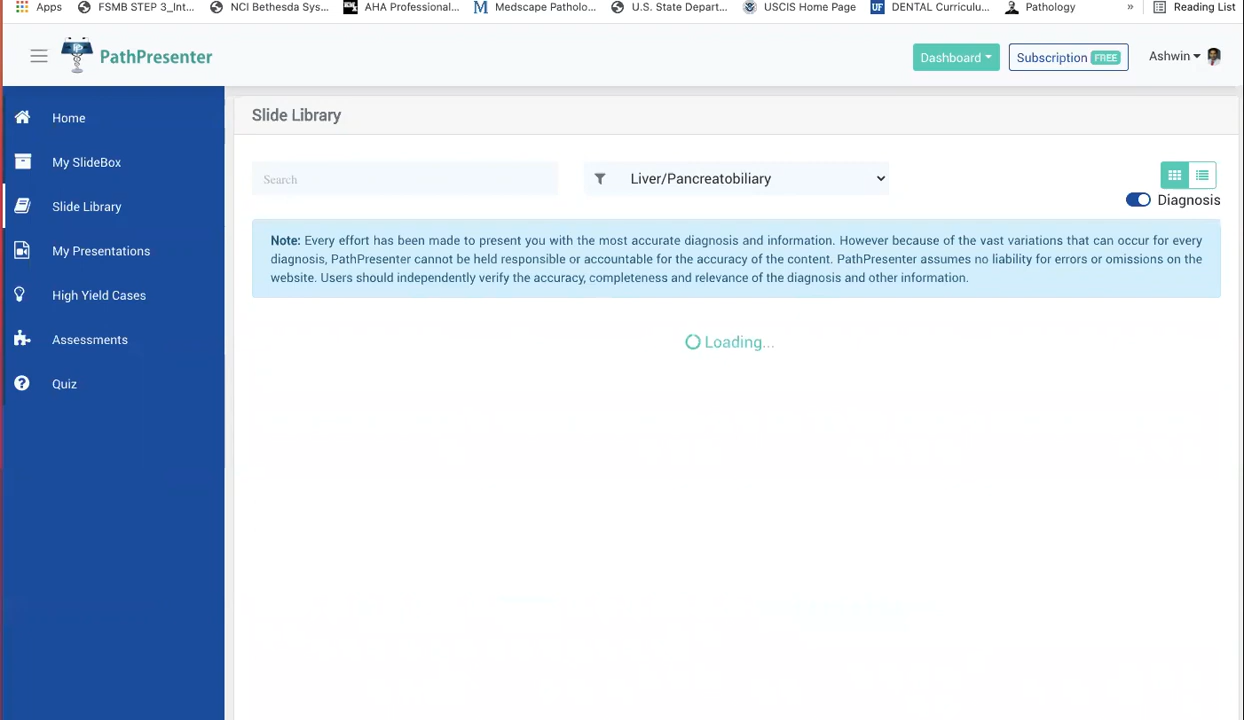 Apps FSMB STEP 3_Int... NCI Bethesda Sys... AHA Professional... Medscape Patholo... U.S. State Depart... USCIS Home Page UF DENTAL Curriculu... Pathology » Reading List
PathPresenter
Dashboard
Subscription FREE
Ashwin
Home
My SlideBox
Slide Library
My Presentations
High Yield Cases
Assessments
Quiz
Slide Library
Search
Liver/Pancreatobiliary
Diagnosis
Note: Every effort has been made to present you with the most accurate diagnosis and information. However because of the vast variations that can occur for every
diagnosis, PathPresenter cannot be held responsible or accountable for the accuracy of the content. PathPresenter assumes no liability for errors or omissions on the
website. Users should independently verify the accuracy, completeness and relevance of the diagnosis and other information.
Loading...